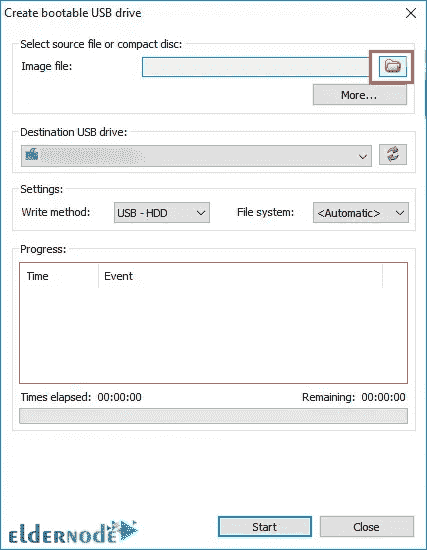 Create bootable USB drive
Select source file or compact disc:
Image file:
More...
Destination USB drive:
Settings:
Write method: USB - HDD File system: <Automatic>
Progress:
Time Event
Times elapsed: 00:00:00 Remaining: 00:00:00
eldernode
Start Close